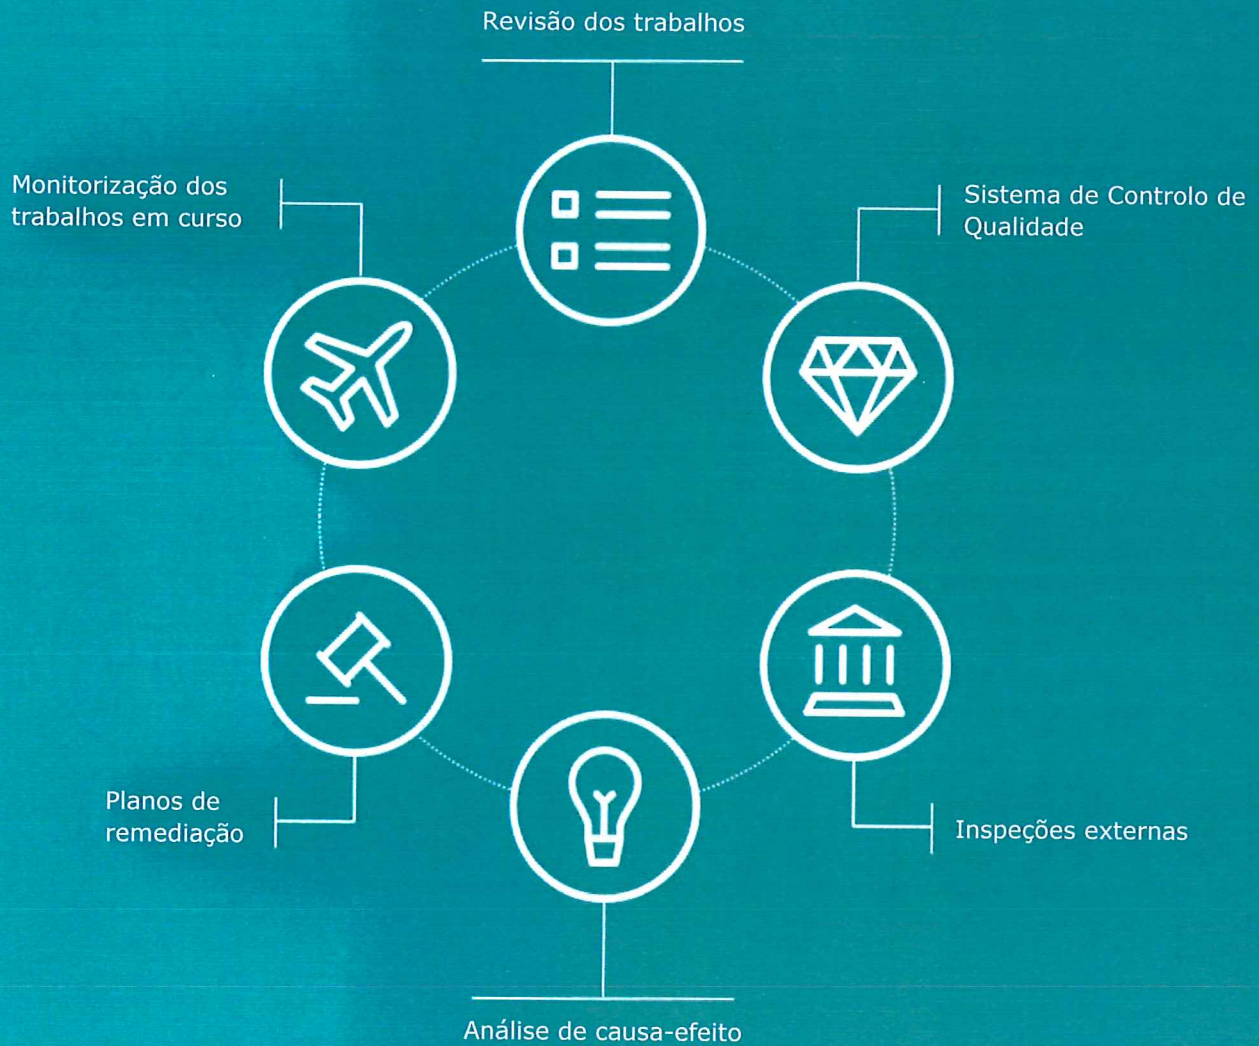 Revisão dos trabalhos
Monitorização dos
trabalhos em curso
Sistema de Controlo de
Qualidade
Planos de
remediação
Inspeções externas
Análise de causa-efeito